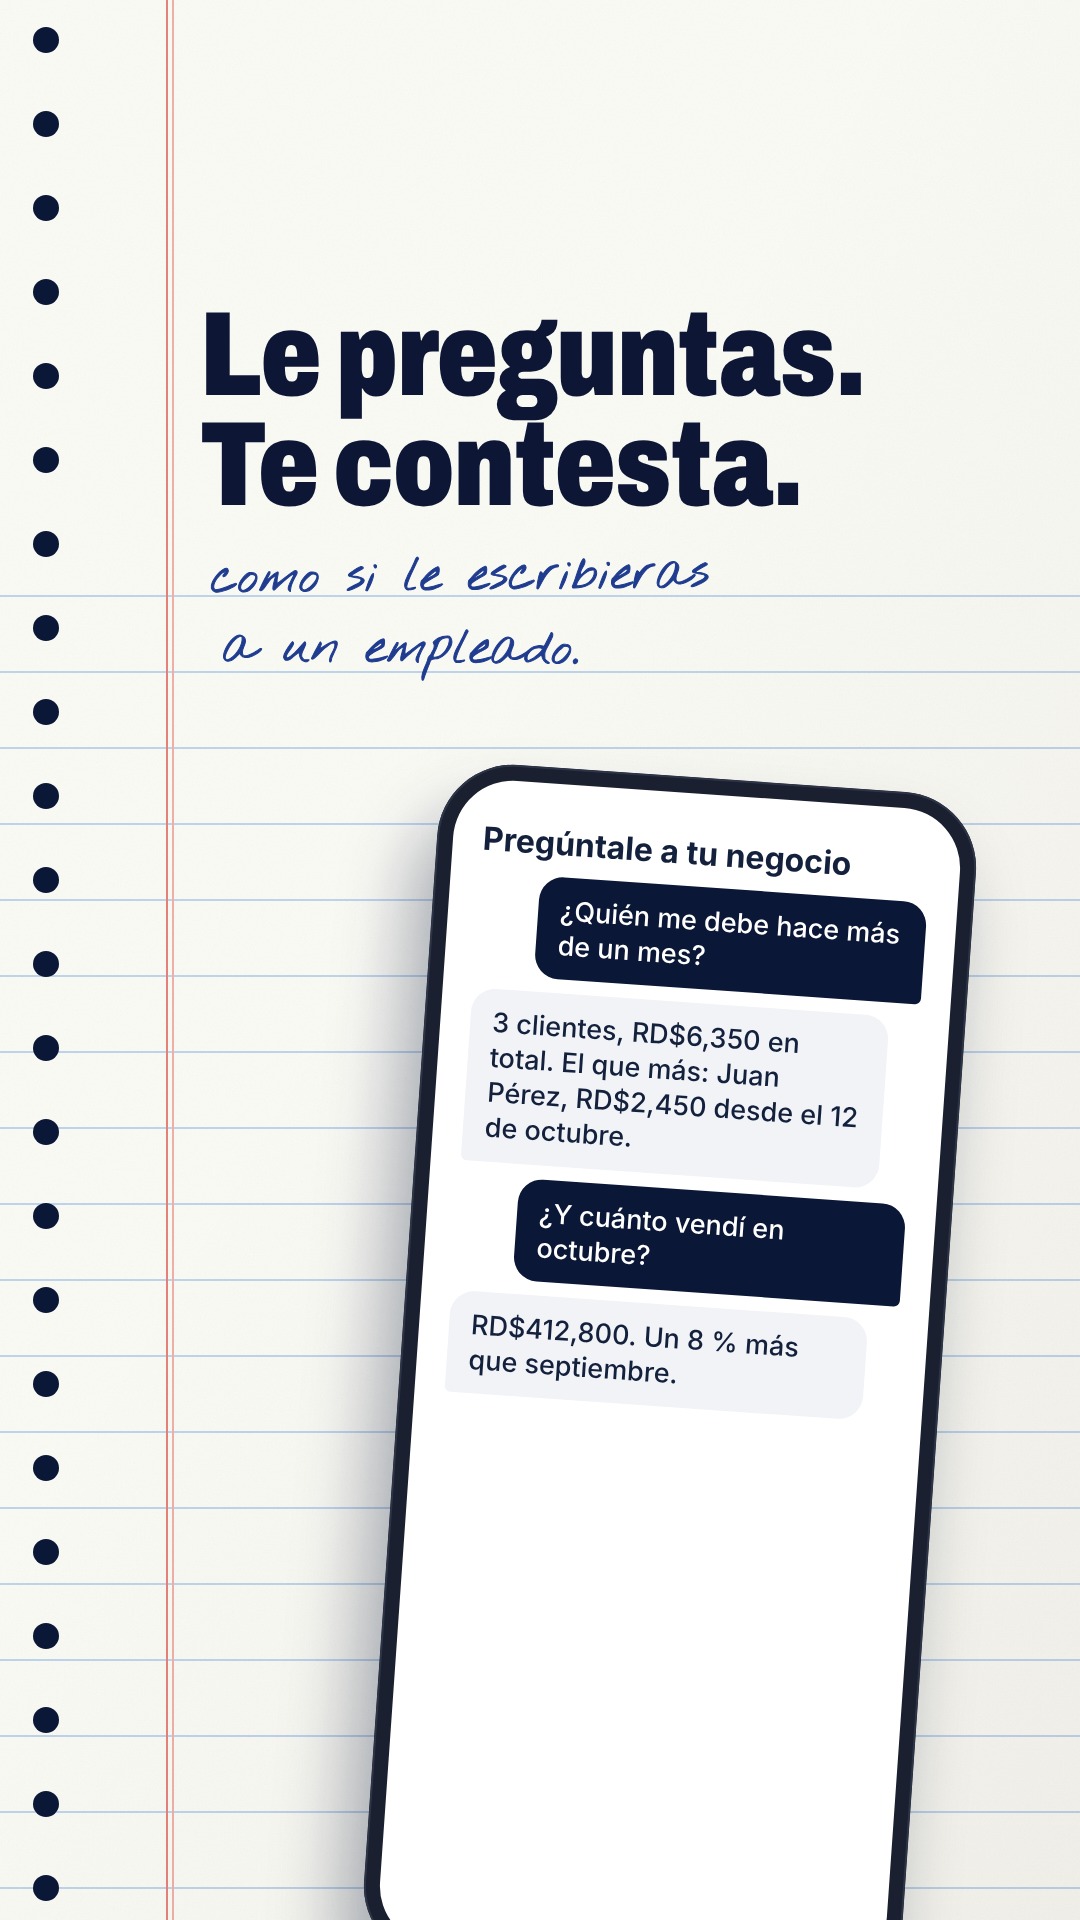 Le preguntas.
Te contesta.
como si le escribieras
a un empleado.
Pregúntale a tu negocio
¿Quién me debe hace más
de un mes?
3 clientes, RD$6,350 en
total. El que más: Juan
Pérez, RD$2,450 desde el 12
de octubre.
¿Y cuánto vendí en
octubre?
RD$412,800. Un 8 % más
que septiembre.